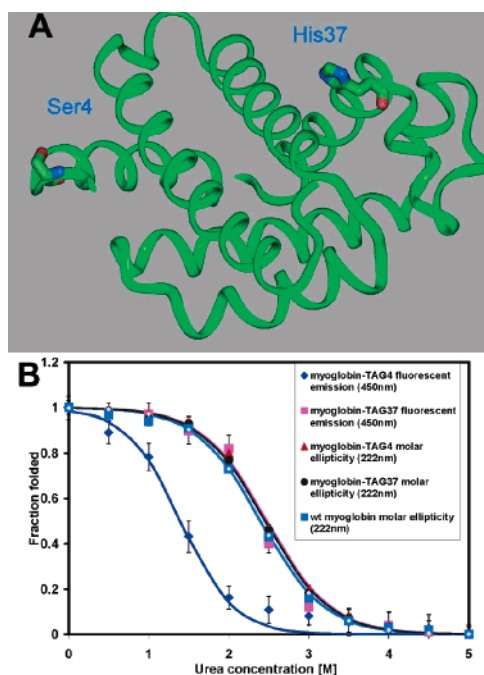 A
His37
Ser4
B
1.2
1
0.8
0.6
0.4
0.2
0
Fraction folded
0 1 2 3 4 5
Urea concentration [M]
myoglobin-TAG4 fluorescent
emission (450nm)
myoglobin-TAG37 fluorescent
emission (450nm)
myoglobin-TAG4 molar
ellipticity (222nm)
myoglobin-TAG37 molar
ellipticity (222nm)
wt myoglobin molar ellipticity
(222nm)